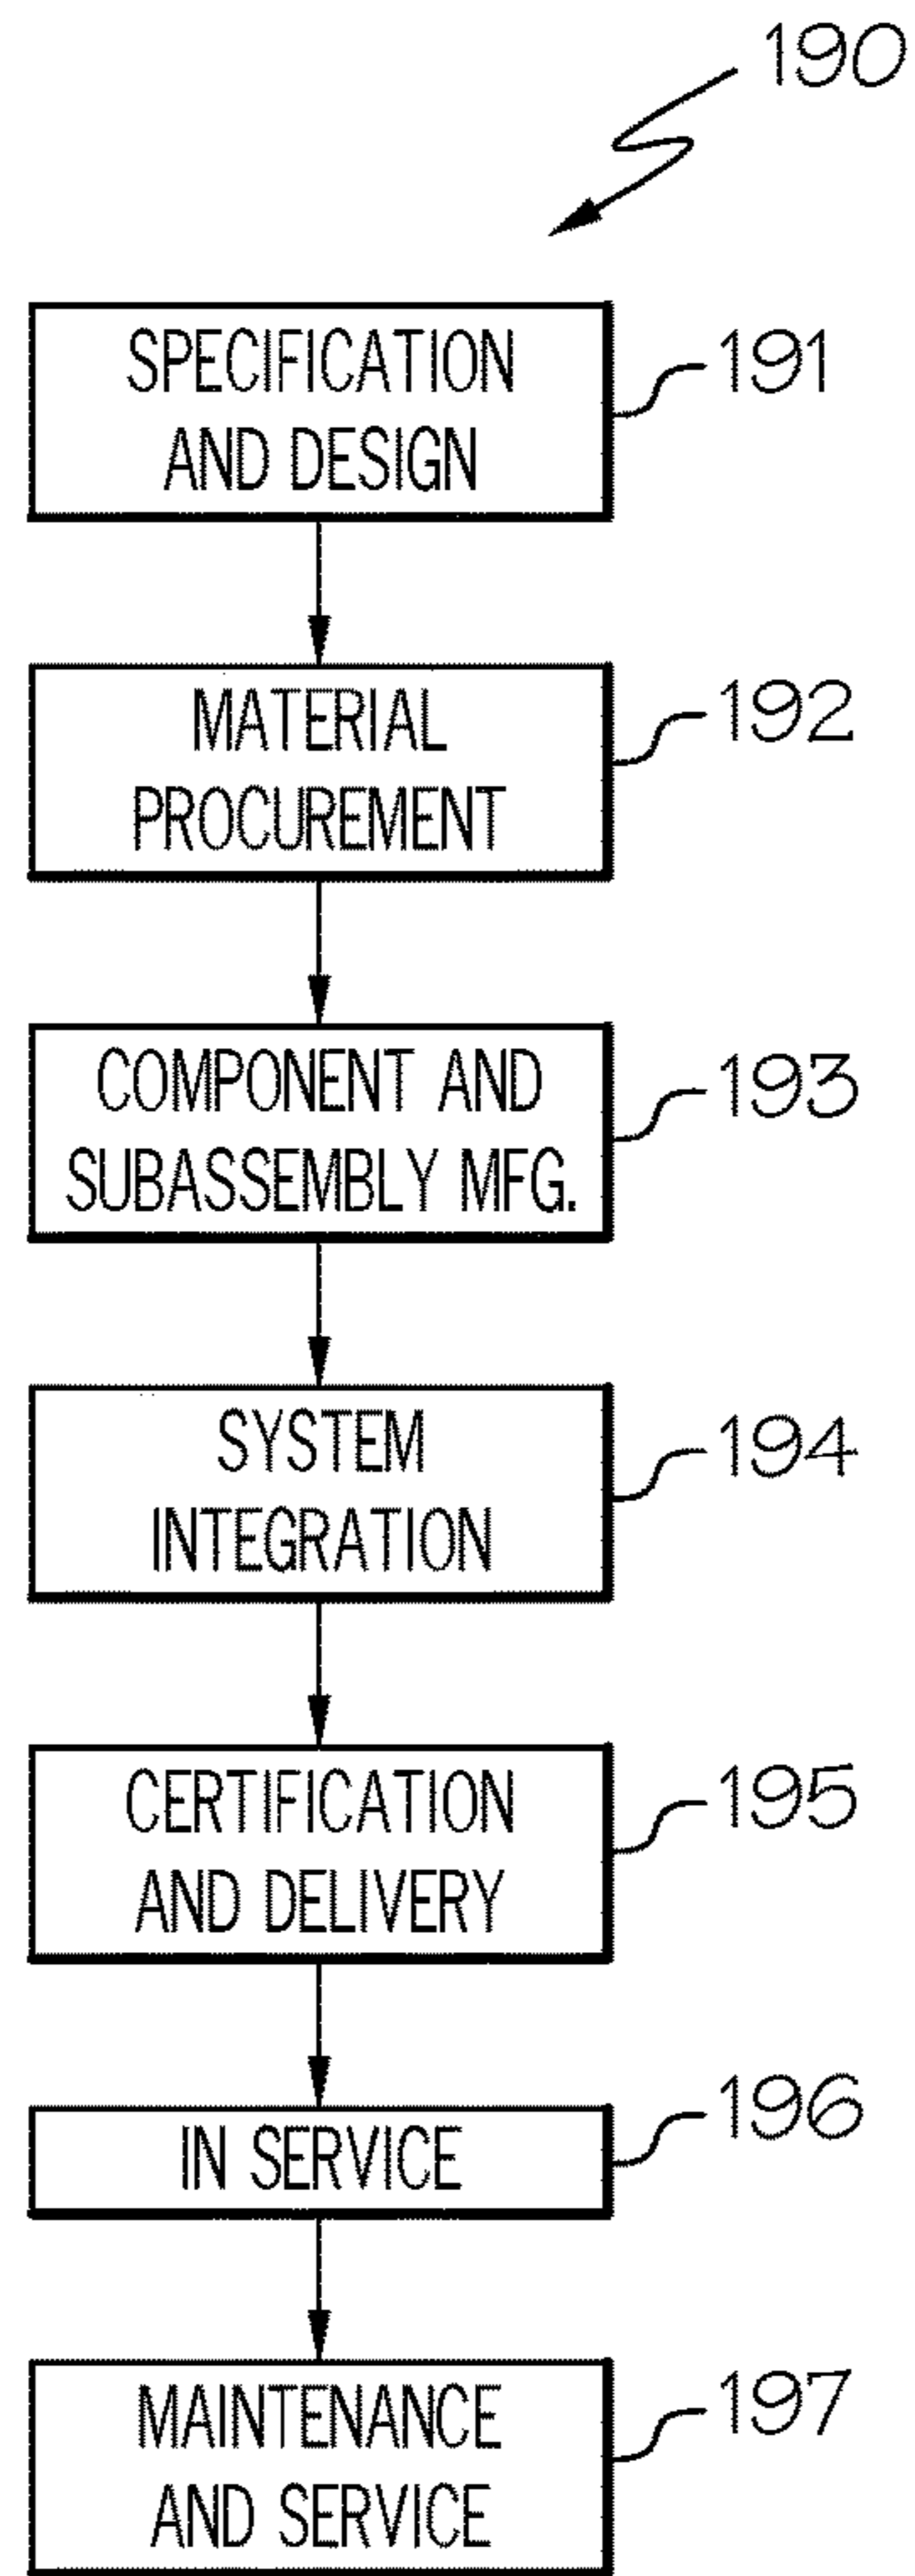 190
SPECIFICATION
AND DESIGN
191
MATERIAL
PROCUREMENT
192
COMPONENT AND
SUBASSEMBLY MFG.
193
SYSTEM
INTEGRATION
194
CERTIFICATION
AND DELIVERY
195
IN SERVICE
196
MAINTENANCE
AND SERVICE
197